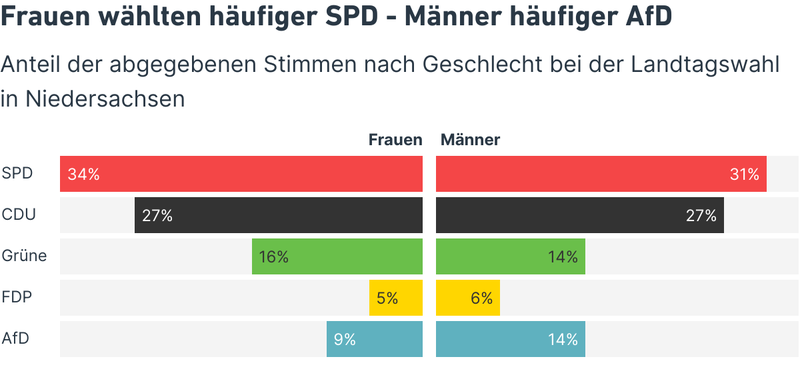 Frauen wählten häufiger SPD - Männer häufiger AfD
Anteil der abgegebenen Stimmen nach Geschlecht bei der Landtagswahl
in Niedersachsen
Frauen Männer
SPD 34% 31%
CDU 27% 27%
Grüne 16% 14%
FDP 5% 6%
AfD 9% 14%